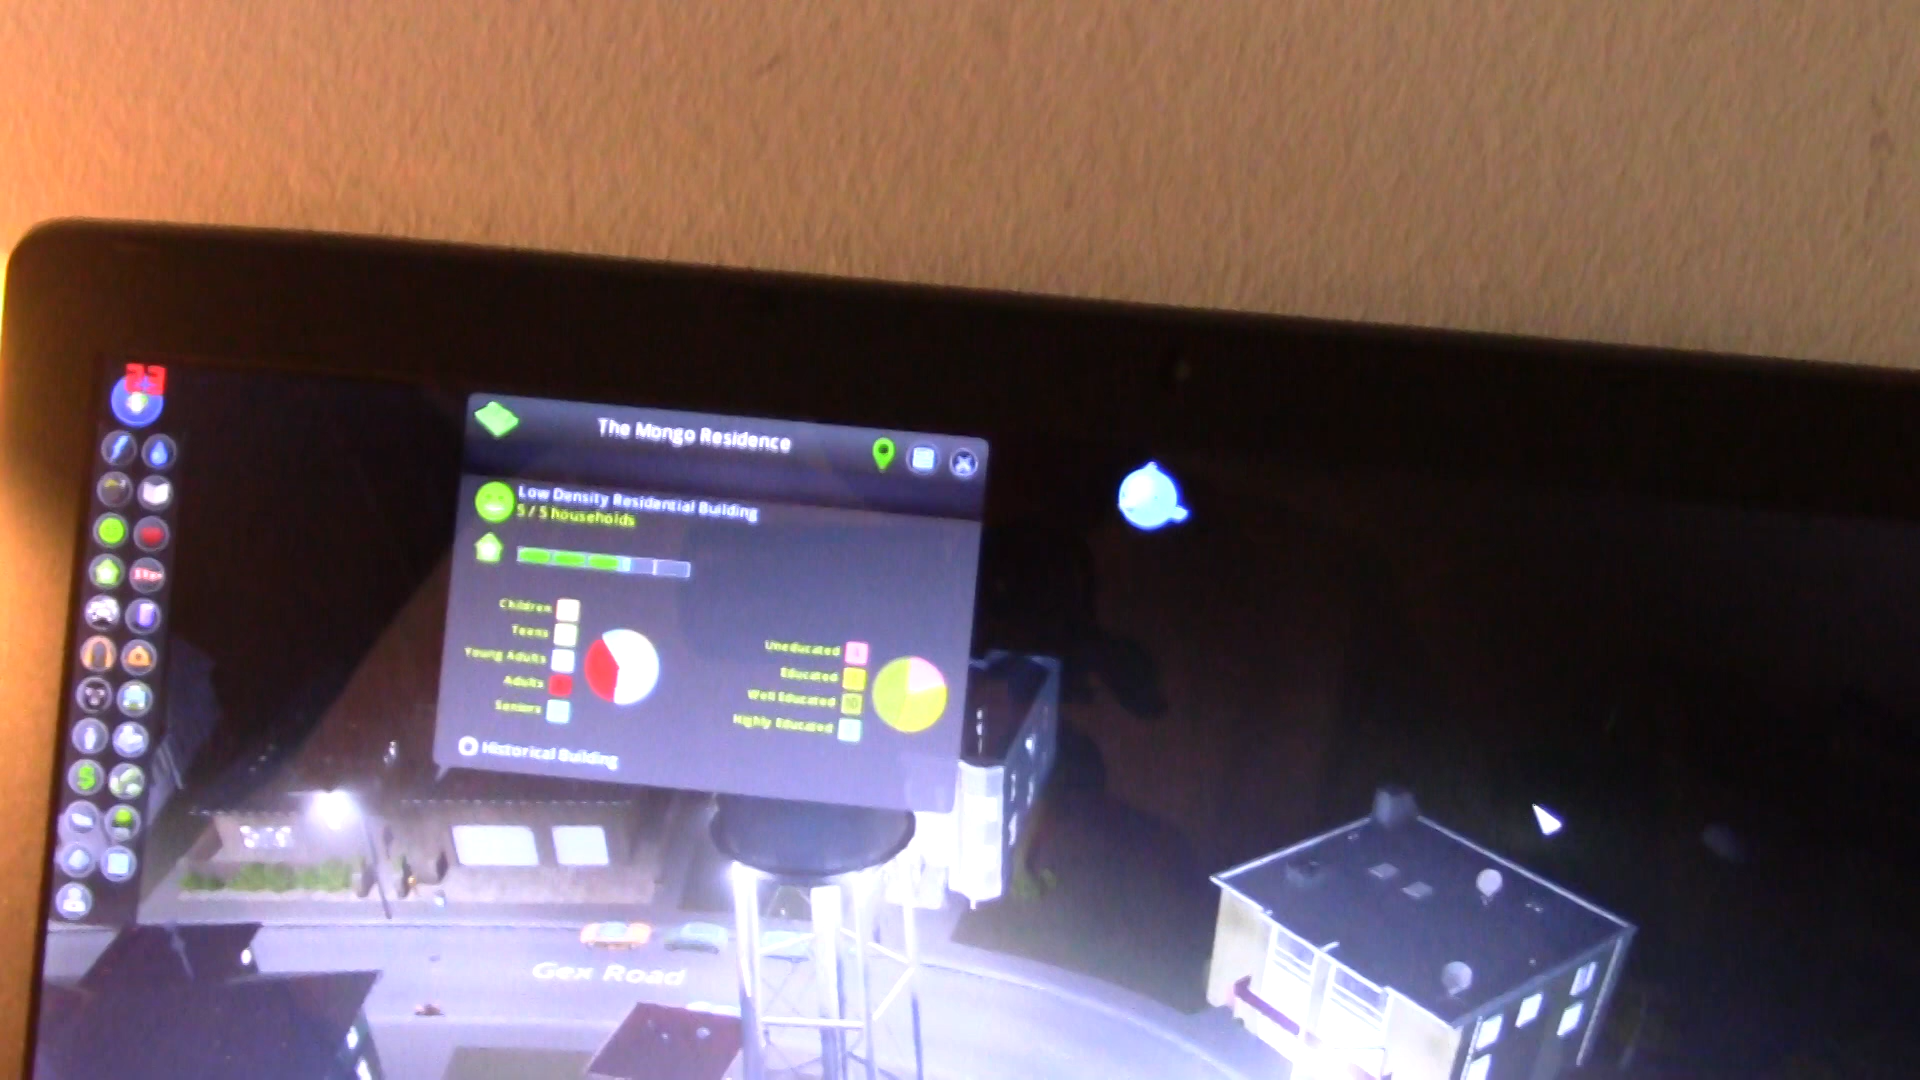 The Mongo Residence
Low Density Residential Building
5 / 5 households
Children
Teens
Young Adults
Adults
Seniors
Uneducated
Educated
Well Educated
Highly Educated
Historical Building
Gex Road